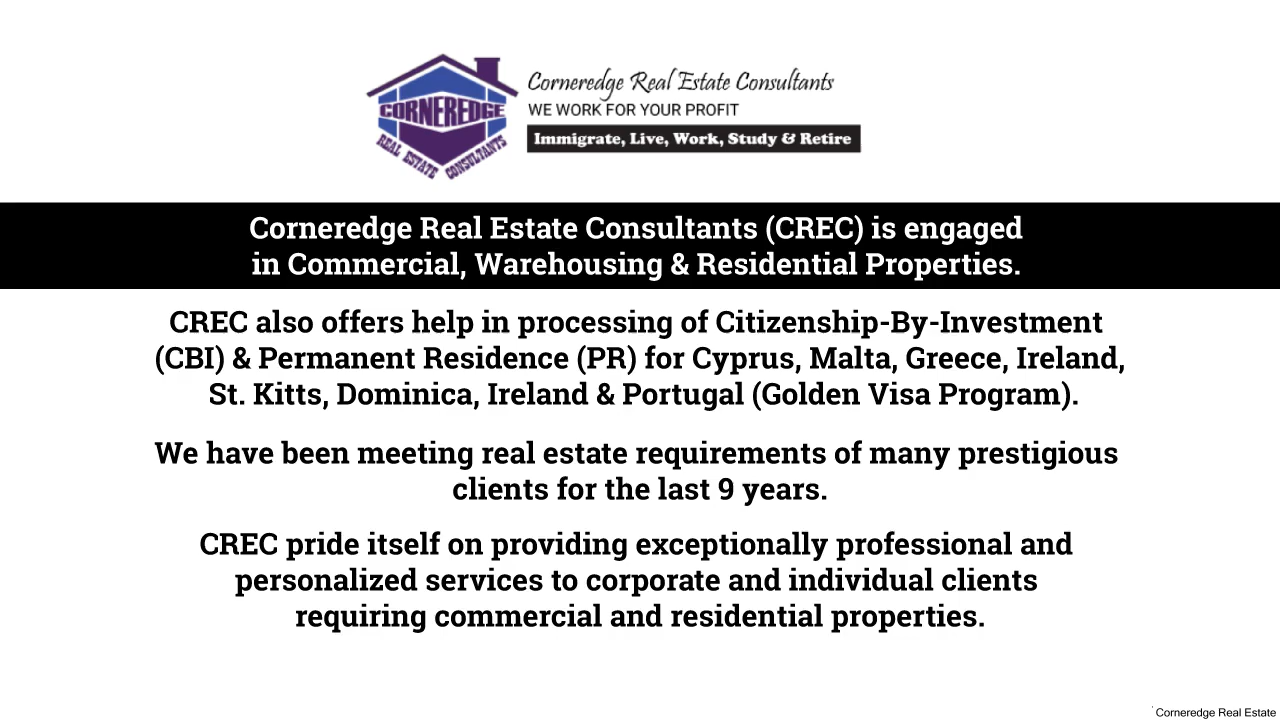 CORNEREDGE
REAL ESTATE CONSULTANTS
Corneredge Real Estate Consultants
WE WORK FOR YOUR PROFIT
Immigrate, Live, Work, Study & Retire
Corneredge Real Estate Consultants (CREC) is engaged
in Commercial, Warehousing & Residential Properties.
CREC also offers help in processing of Citizenship-By-Investment
(CBI) & Permanent Residence (PR) for Cyprus, Malta, Greece, Ireland,
St. Kitts, Dominica, Ireland & Portugal (Golden Visa Program).
We have been meeting real estate requirements of many prestigious
clients for the last 9 years.
CREC pride itself on providing exceptionally professional and
personalized services to corporate and individual clients
requiring commercial and residential properties.
Corneredge Real Estate